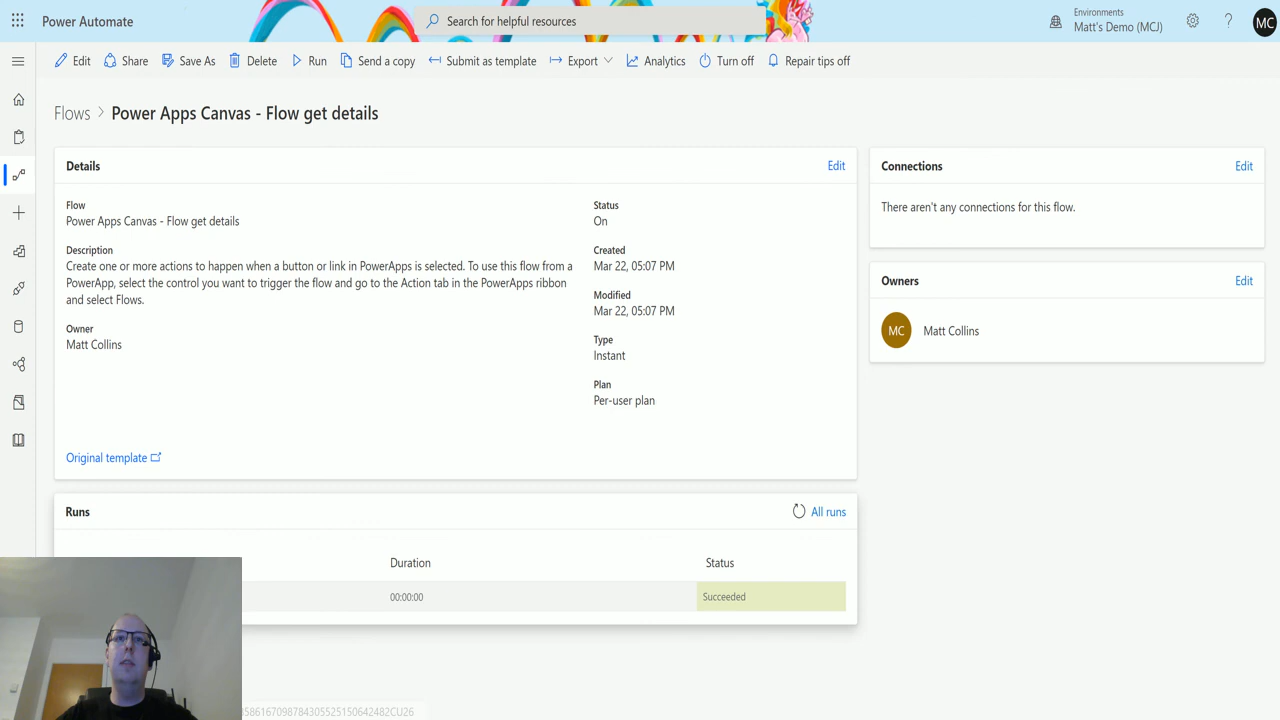 Power Automate
Search for helpful resources
Environments
Matt's Demo (MCJ)
MC
Edit
Share
Save As
Delete
Run
Send a copy
Submit as template
Export
Analytics
Turn off
Repair tips off
Flows > Power Apps Canvas - Flow get details
Details
Edit
Flow
Power Apps Canvas - Flow get details
Description
Create one or more actions to happen when a button or link in PowerApps is selected. To use this flow from a
PowerApp, select the control you want to trigger the flow and go to the Action tab in the PowerApps ribbon
and select Flows.
Owner
Matt Collins
Status
On
Created
Mar 22, 05:07 PM
Modified
Mar 22, 05:07 PM
Type
Instant
Plan
Per-user plan
Original template
Connections
Edit
There aren't any connections for this flow.
Owners
Edit
MC
Matt Collins
Runs
All runs
Duration
Status
00:00:00
Succeeded